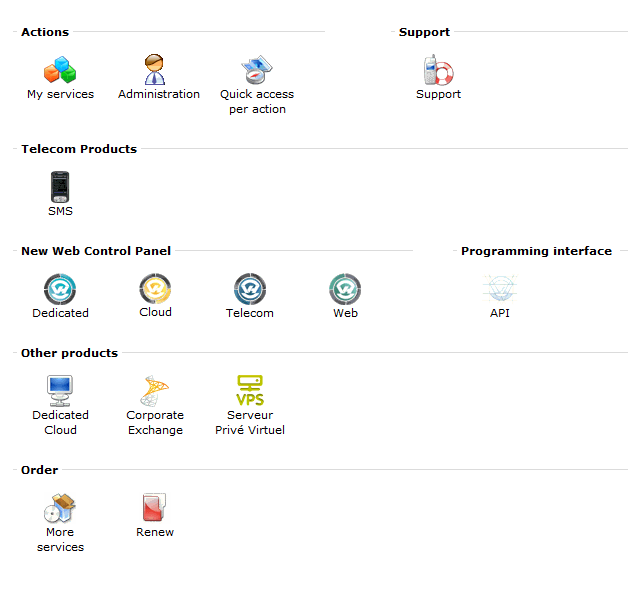 Actions
Support
My services
Administration
Quick access
per action
Support
Telecom Products
SMS
New Web Control Panel
Programming interface
Dedicated
Cloud
Telecom
Web
API
Other products
VPS
Dedicated
Cloud
Corporate
Exchange
Serveur
Privé Virtuel
Order
More
services
Renew